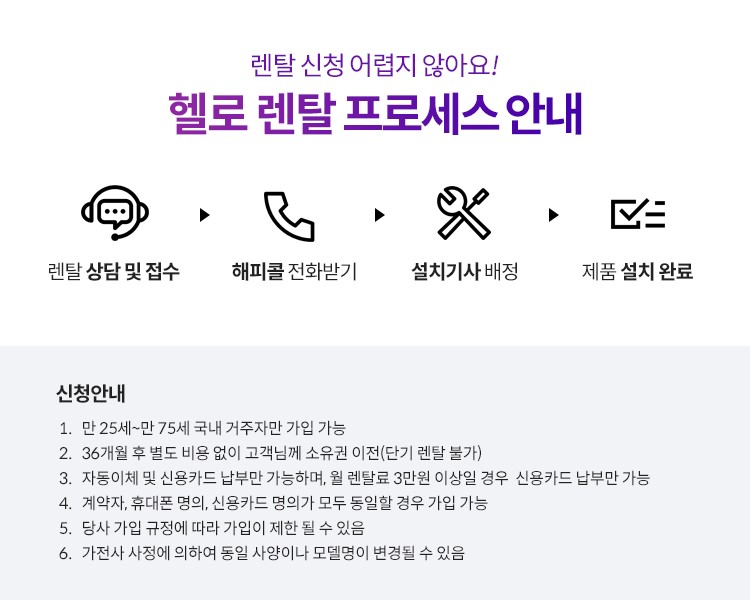 렌탈 신청 어렵지 않아요!
헬로 렌탈 프로세스 안내
렌탈 상담 및 접수
해피콜 전화받기
설치기사 배정
제품 설치 완료
신청안내
1. 만 25세~만 75세 국내 거주자만 가입 가능
2. 36개월 후 별도 비용 없이 고객님께 소유권 이전(단기 렌탈 불가)
3. 자동이체 및 신용카드 납부만 가능하며, 월 렌탈료 3만원 이상일 경우 신용카드 납부만 가능
4. 계약자, 휴대폰 명의, 신용카드 명의가 모두 동일할 경우 가입 가능
5. 당사 가입 규정에 따라 가입이 제한 될 수 있음
6. 가전사 사정에 의하여 동일 사양이나 모델명이 변경될 수 있음